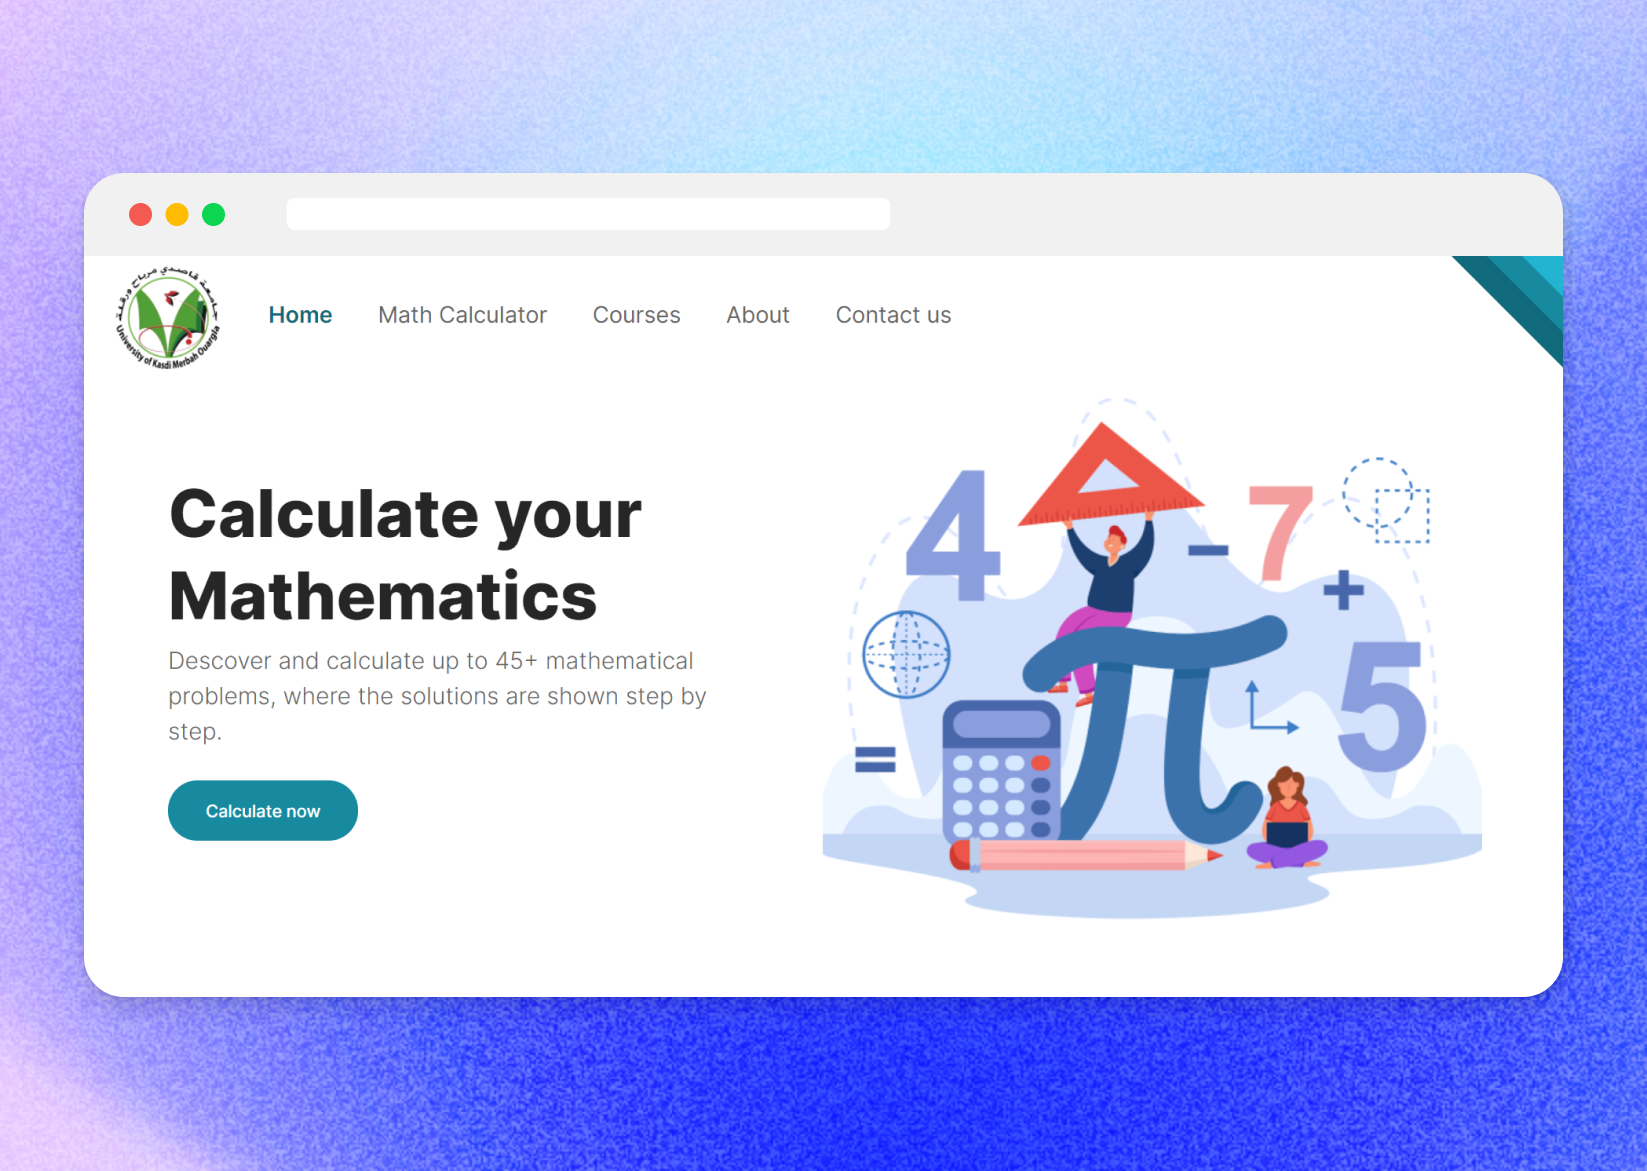 جامعة قاصدي مرباح ورقلة
University of Kasdi Merbah Ouargla
Home
Math Calculator
Courses
About
Contact us
Calculate your
Mathematics
Descover and calculate up to 45+ mathematical
problems, where the solutions are shown step by
step.
Calculate now
4
- 7
+
5
=
π